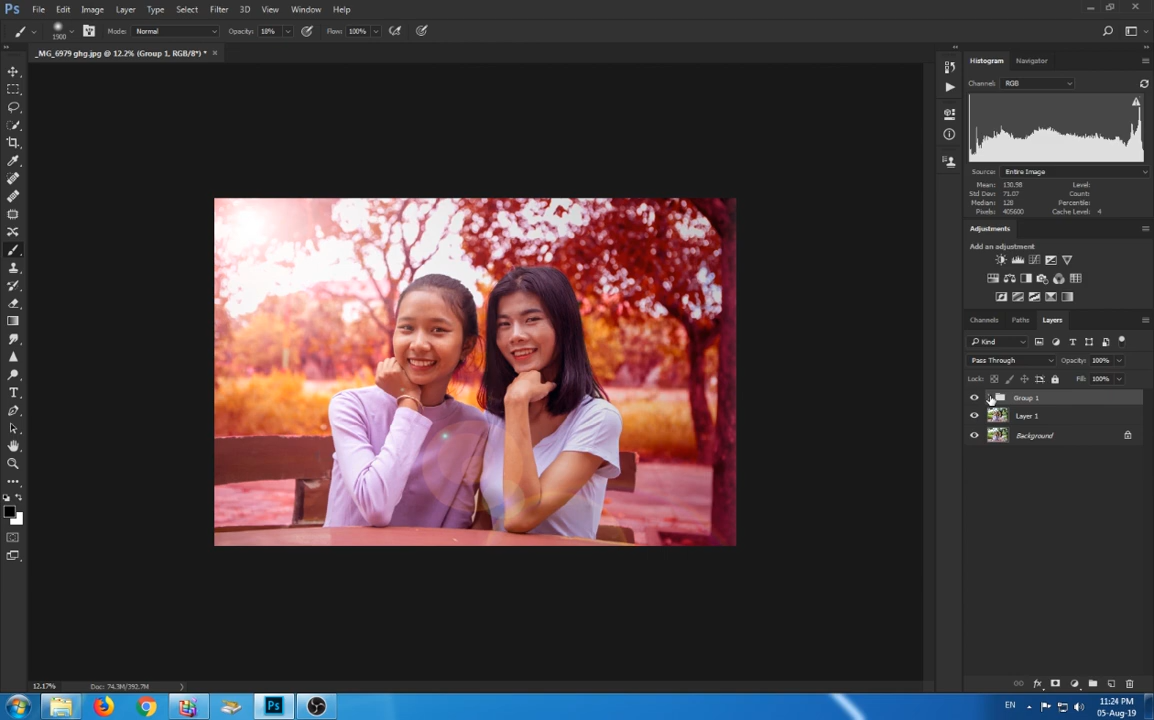 Ps File Edit Image Layer Type Select Filter 3D View Window Help
1900 Mode: Normal Opacity: 18% Flow: 100%
_MG_6979 ghg.jpg @ 12.2% (Group 1, RGB/8*) * ×
Histogram Navigator
Channel: RGB
Source: Entire Image
Mean: 130.98 Level:
Std Dev: 71.07 Count:
Median: 128 Percentile:
Pixels: 405600 Cache Level: 4
Adjustments
Add an adjustment
Channels Paths Layers
Kind
Pass Through Opacity: 100%
Lock: Fill: 100%
Group 1
Layer 1
Background
12.17% Doc: 74.3M/392.7M
Ps EN 11:24 PM
05-Aug-19